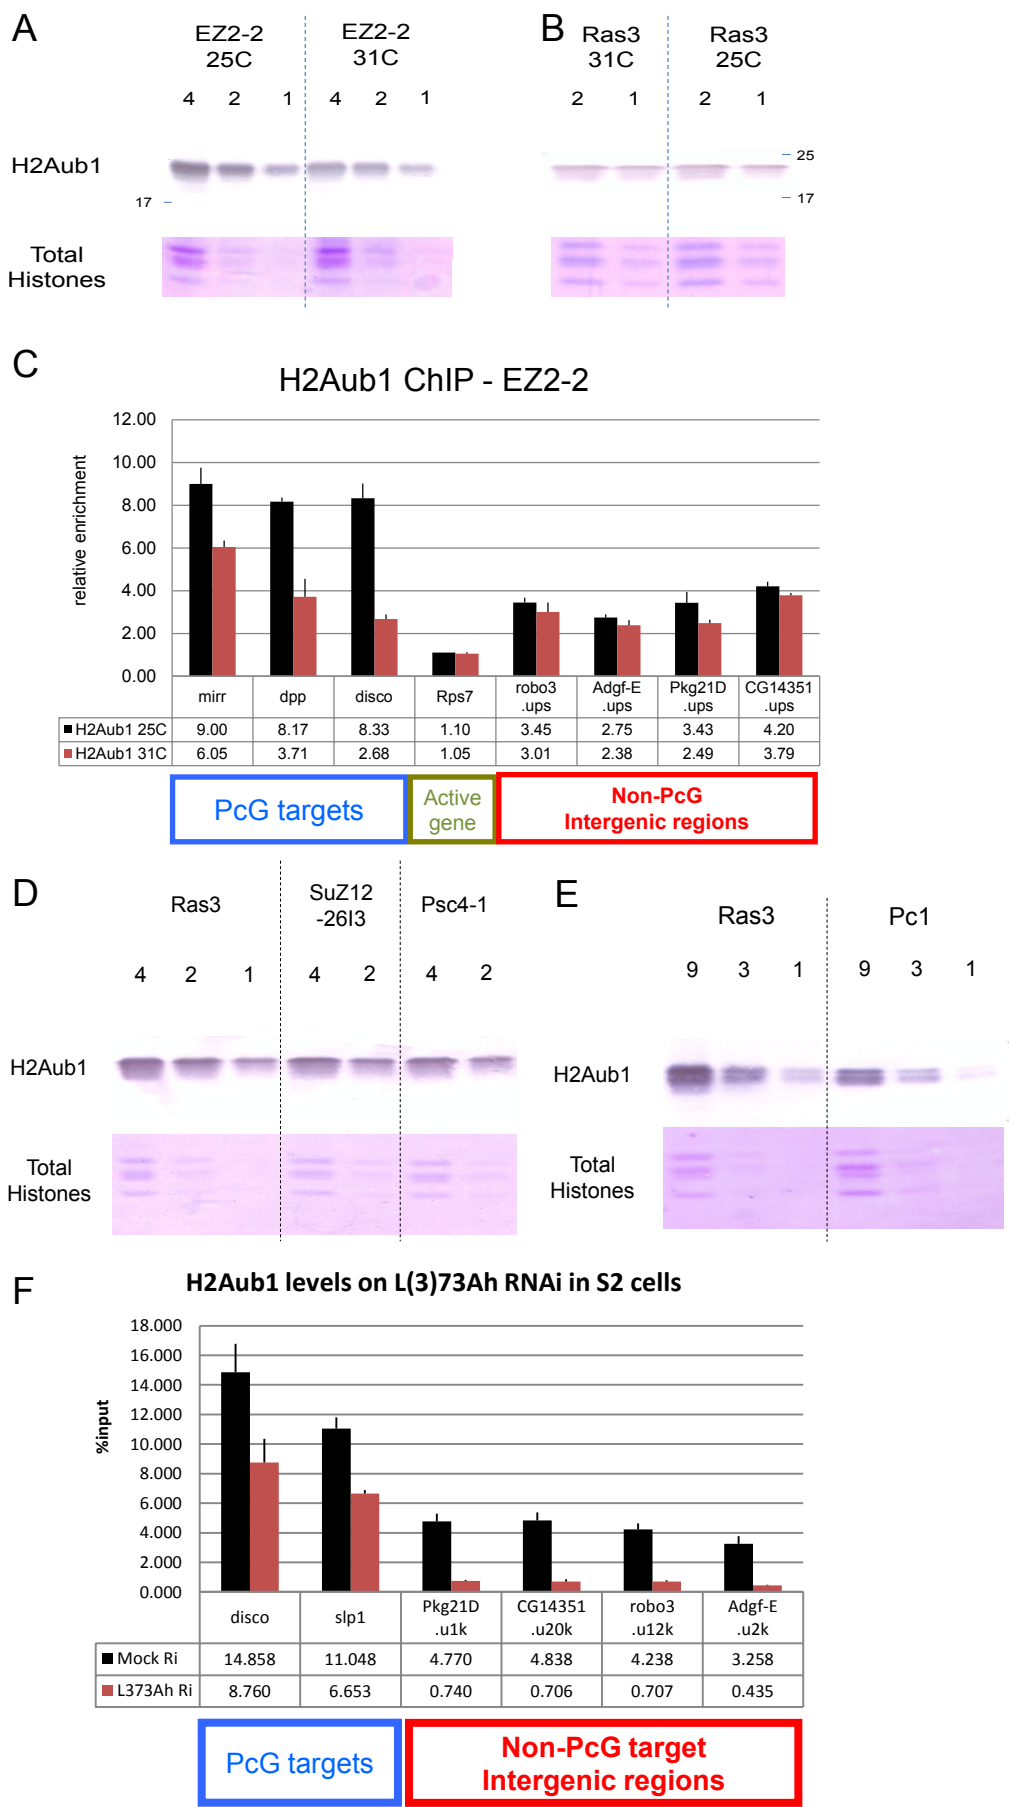 A
EZ2-2
25C
EZ2-2
31C
4 2 1 4 2 1
H2Aub1
17
Total
Histones
B
Ras3
31C
Ras3
25C
2 1 2 1
25
17
C
H2Aub1 ChIP - EZ2-2
relative enrichment
12.00
10.00
8.00
6.00
4.00
2.00
0.00
mirr dpp disco Rps7 robo3 .ups Adgf-E .ups Pkg21D .ups CG14351 .ups
H2Aub1 25C 9.00 8.17 8.33 1.10 3.45 2.75 3.43 4.20
H2Aub1 31C 6.05 3.71 2.68 1.05 3.01 2.38 2.49 3.79
PcG targets
Active
gene
Non-PcG
Intergenic regions
D
Ras3
SuZ12
-26I3
Psc4-1
4 2 1 4 2 4 2
H2Aub1
Total
Histones
E
Ras3 Pc1
9 3 1 9 3 1
H2Aub1
Total
Histones
F
H2Aub1 levels on L(3)73Ah RNAi in S2 cells
%input
18.000
16.000
14.000
12.000
10.000
8.000
6.000
4.000
2.000
0.000
disco slp1 Pkg21D .u1k CG14351 .u20k robo3 .u12k Adgf-E .u2k
Mock Ri 14.858 11.048 4.770 4.838 4.238 3.258
L373Ah Ri 8.760 6.653 0.740 0.706 0.707 0.435
PcG targets
Non-PcG target
Intergenic regions